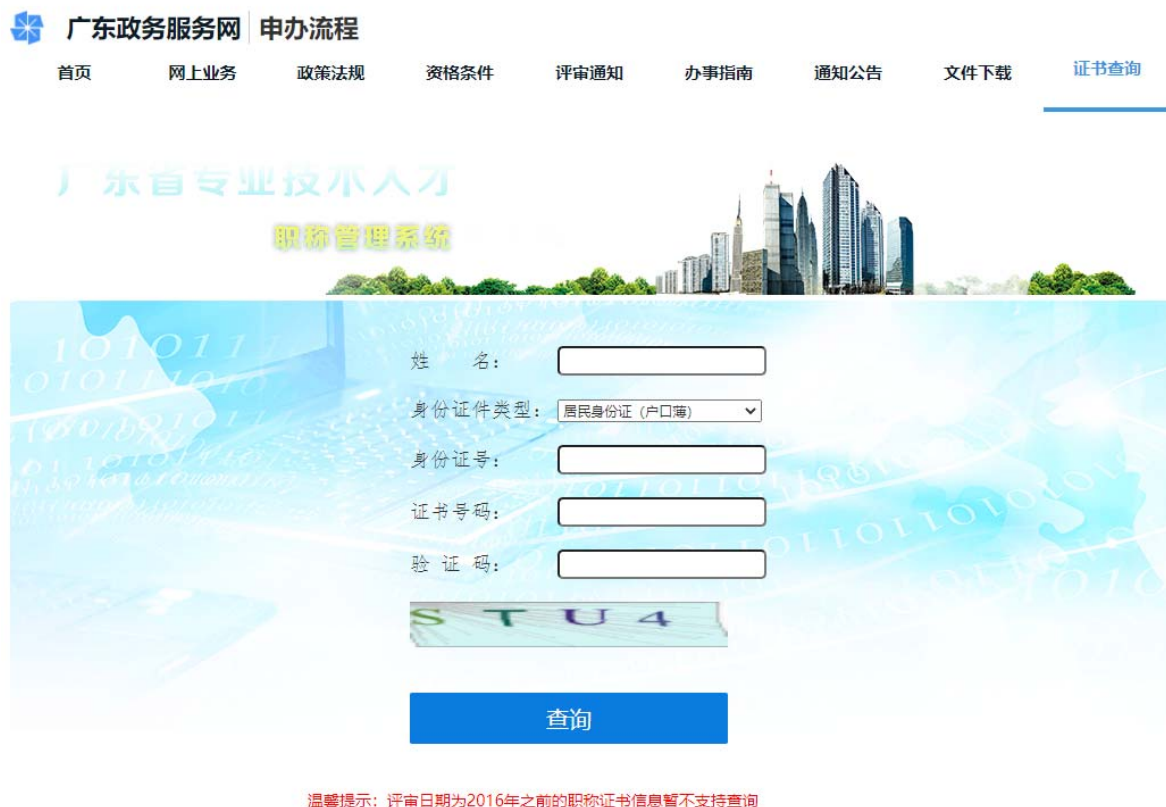 广东政务服务网 申办流程
首页 网上业务 政策法规 资格条件 评审通知 办事指南 通知公告 文件下载 证书查询
广东省专业技术人才
职称管理系统
姓 名：
身份证件类型： 居民身份证（户口薄）
身份证号：
证书号码：
验 证 码：
S T U 4
查询
温馨提示：评审日期为2016年之前的职称证书信息暂不支持查询